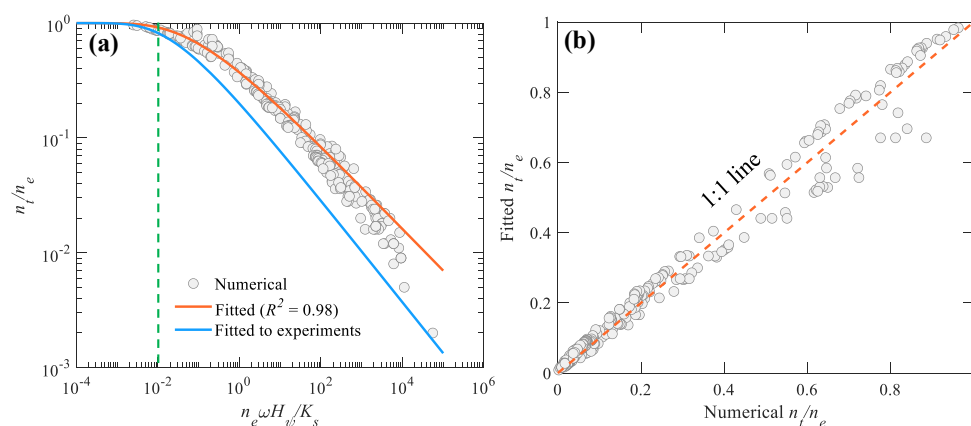 (a)
10^0
10^-1
10^-2
10^-3
n_t/n_e
Numerical
Fitted (R^2 = 0.98)
Fitted to experiments
10^-4
10^-2
10^0
10^2
10^4
10^6
n_e ωH_ψ/K_s
(b)
1
0.8
0.6
0.4
0.2
0
Fitted n_t/n_e
1:1 line
0
0.2
0.4
0.6
0.8
Numerical n_t/n_e